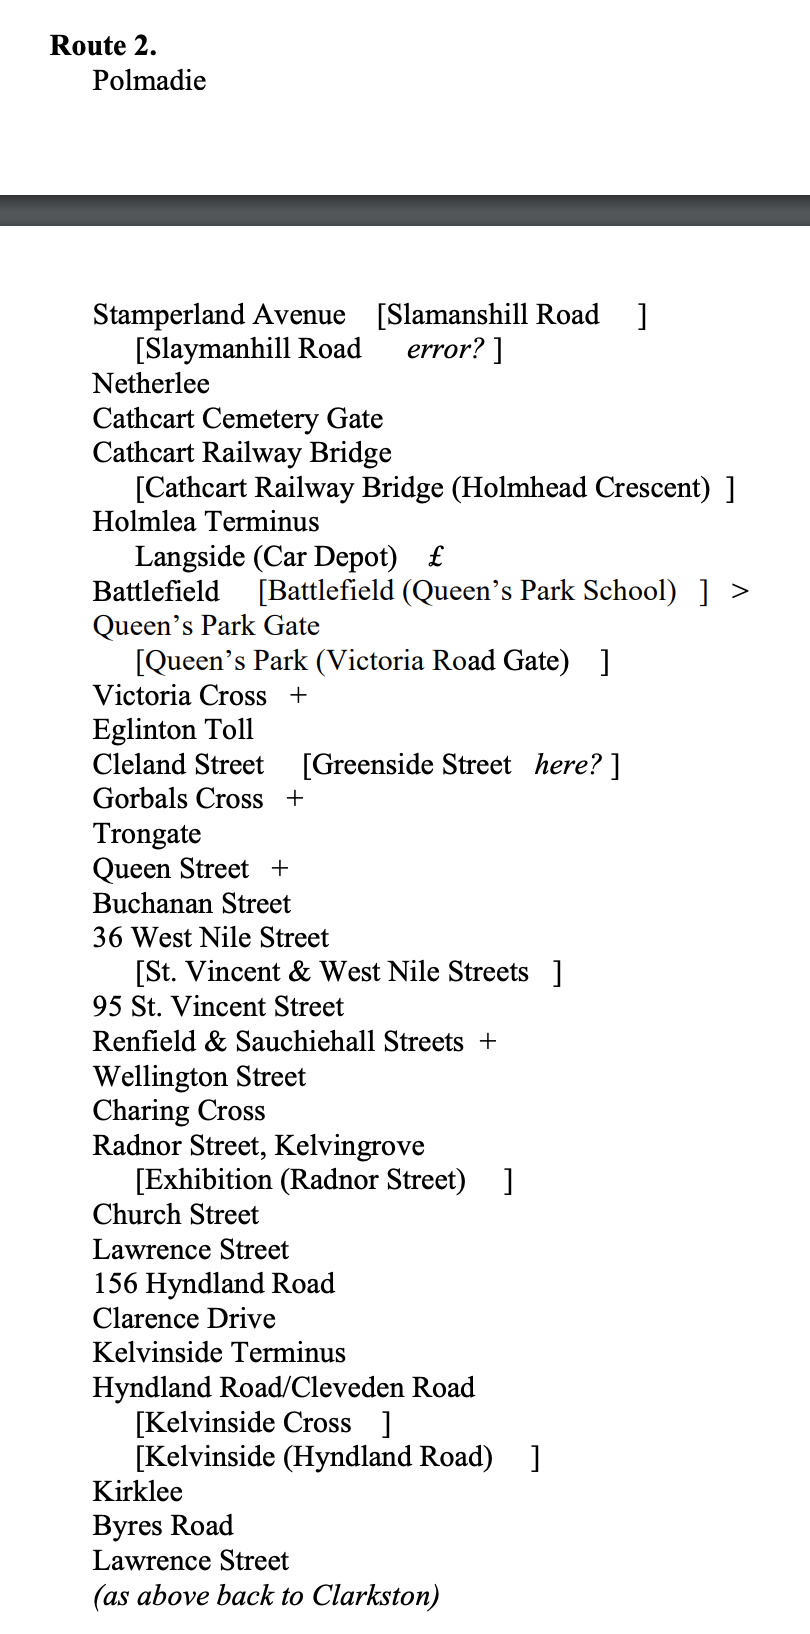 Route 2.
Polmadie
Stamperland Avenue [Slamanshill Road ]
[Slaymanhill Road error? ]
Netherlee
Cathcart Cemetery Gate
Cathcart Railway Bridge
[Cathcart Railway Bridge (Holmhead Crescent) ]
Holmlea Terminus
Langside (Car Depot) £
Battlefield [Battlefield (Queen’s Park School) ] >
Queen’s Park Gate
[Queen’s Park (Victoria Road Gate) ]
Victoria Cross +
Eglinton Toll
Cleland Street [Greenside Street here? ]
Gorbals Cross +
Trongate
Queen Street +
Buchanan Street
36 West Nile Street
[St. Vincent & West Nile Streets ]
95 St. Vincent Street
Renfield & Sauchiehall Streets +
Wellington Street
Charing Cross
Radnor Street, Kelvingrove
[Exhibition (Radnor Street) ]
Church Street
Lawrence Street
156 Hyndland Road
Clarence Drive
Kelvinside Terminus
Hyndland Road/Cleveden Road
[Kelvinside Cross ]
[Kelvinside (Hyndland Road) ]
Kirklee
Byres Road
Lawrence Street
(as above back to Clarkston)